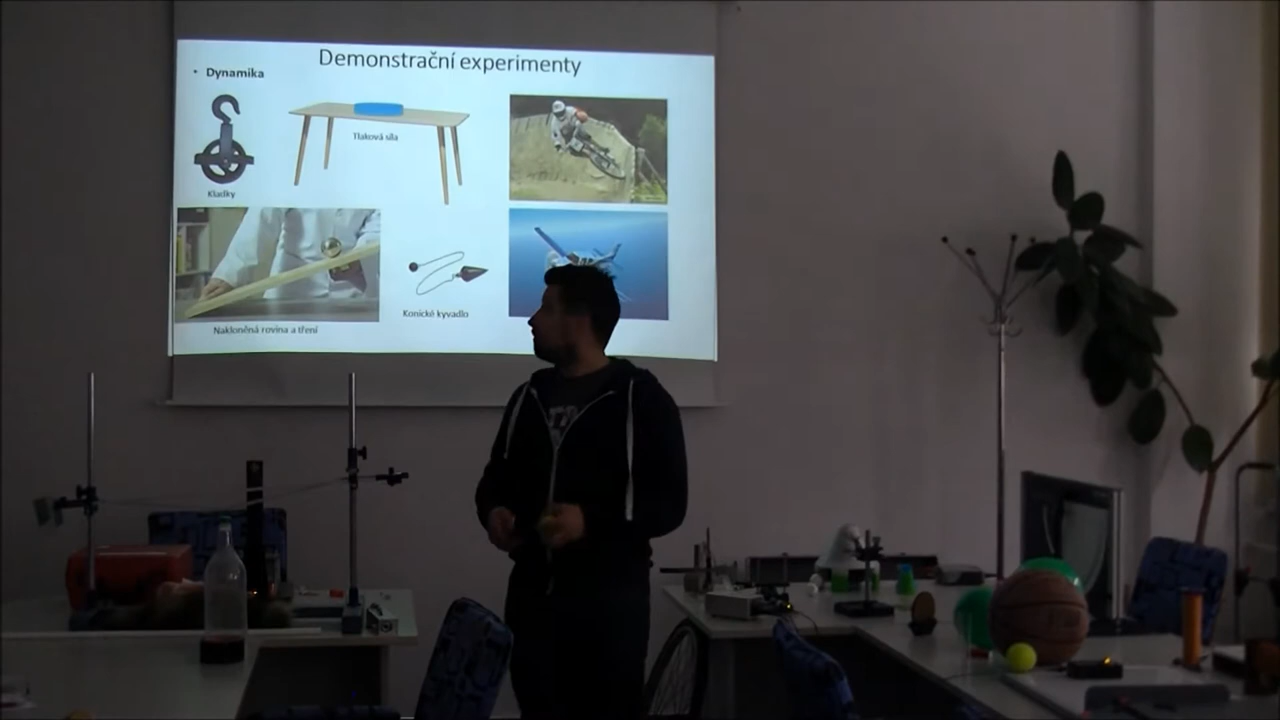 Demonstrační experimenty
• Dynamika
Tlaková síla
Kladky
Nakloněná rovina a tření
Konické kyvadlo